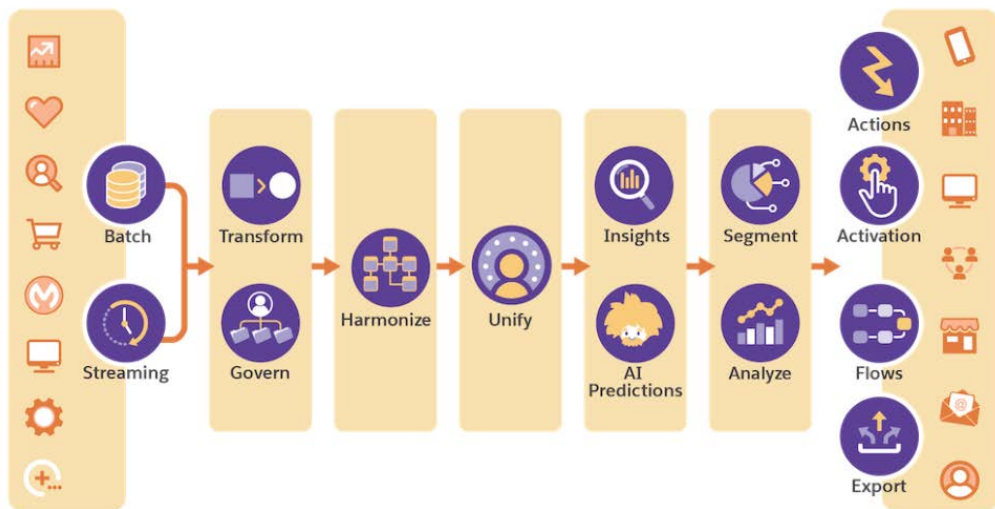 Batch
Streaming
Transform
Govern
Harmonize
Unify
Insights
AI
Predictions
Segment
Analyze
Actions
Activation
Flows
Export